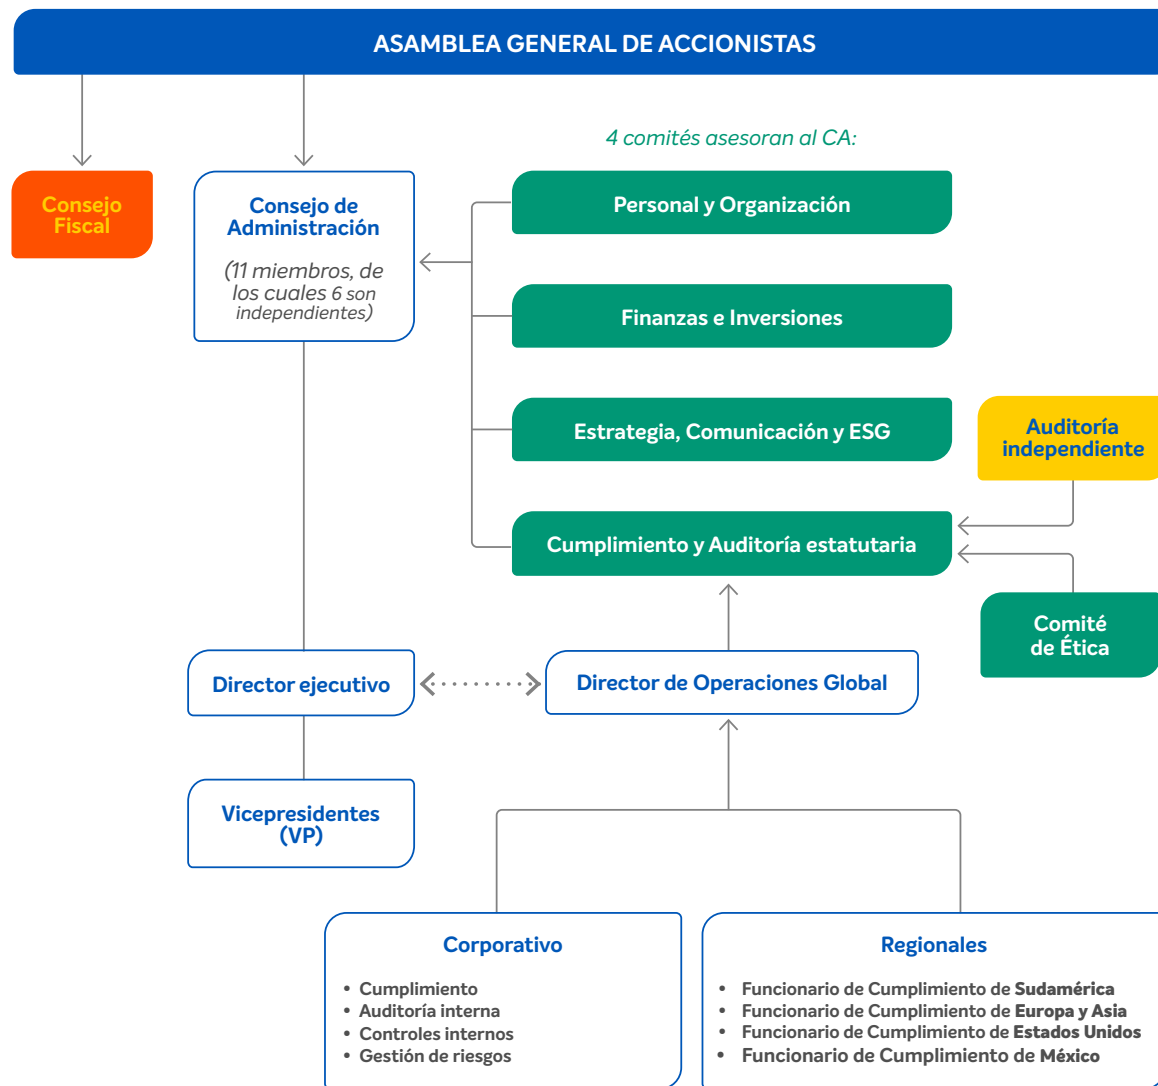 ASAMBLEA GENERAL DE ACCIONISTAS
4 comités asesoran al CA:
Consejo
Fiscal
Consejo de
Administración
(11 miembros, de
los cuales 6 son
independientes)
Personal y Organización
Finanzas e Inversiones
Estrategia, Comunicación y ESG
Auditoría
independiente
Cumplimiento y Auditoría estatutaria
Comité
de Ética
Director ejecutivo
Director de Operaciones Global
Vicepresidentes
(VP)
Corporativo
• Cumplimiento
• Auditoría interna
• Controles internos
• Gestión de riesgos
Regionales
• Funcionario de Cumplimiento de Sudamérica
• Funcionario de Cumplimiento de Europa y Asia
• Funcionario de Cumplimiento de Estados Unidos
• Funcionario de Cumplimiento de México